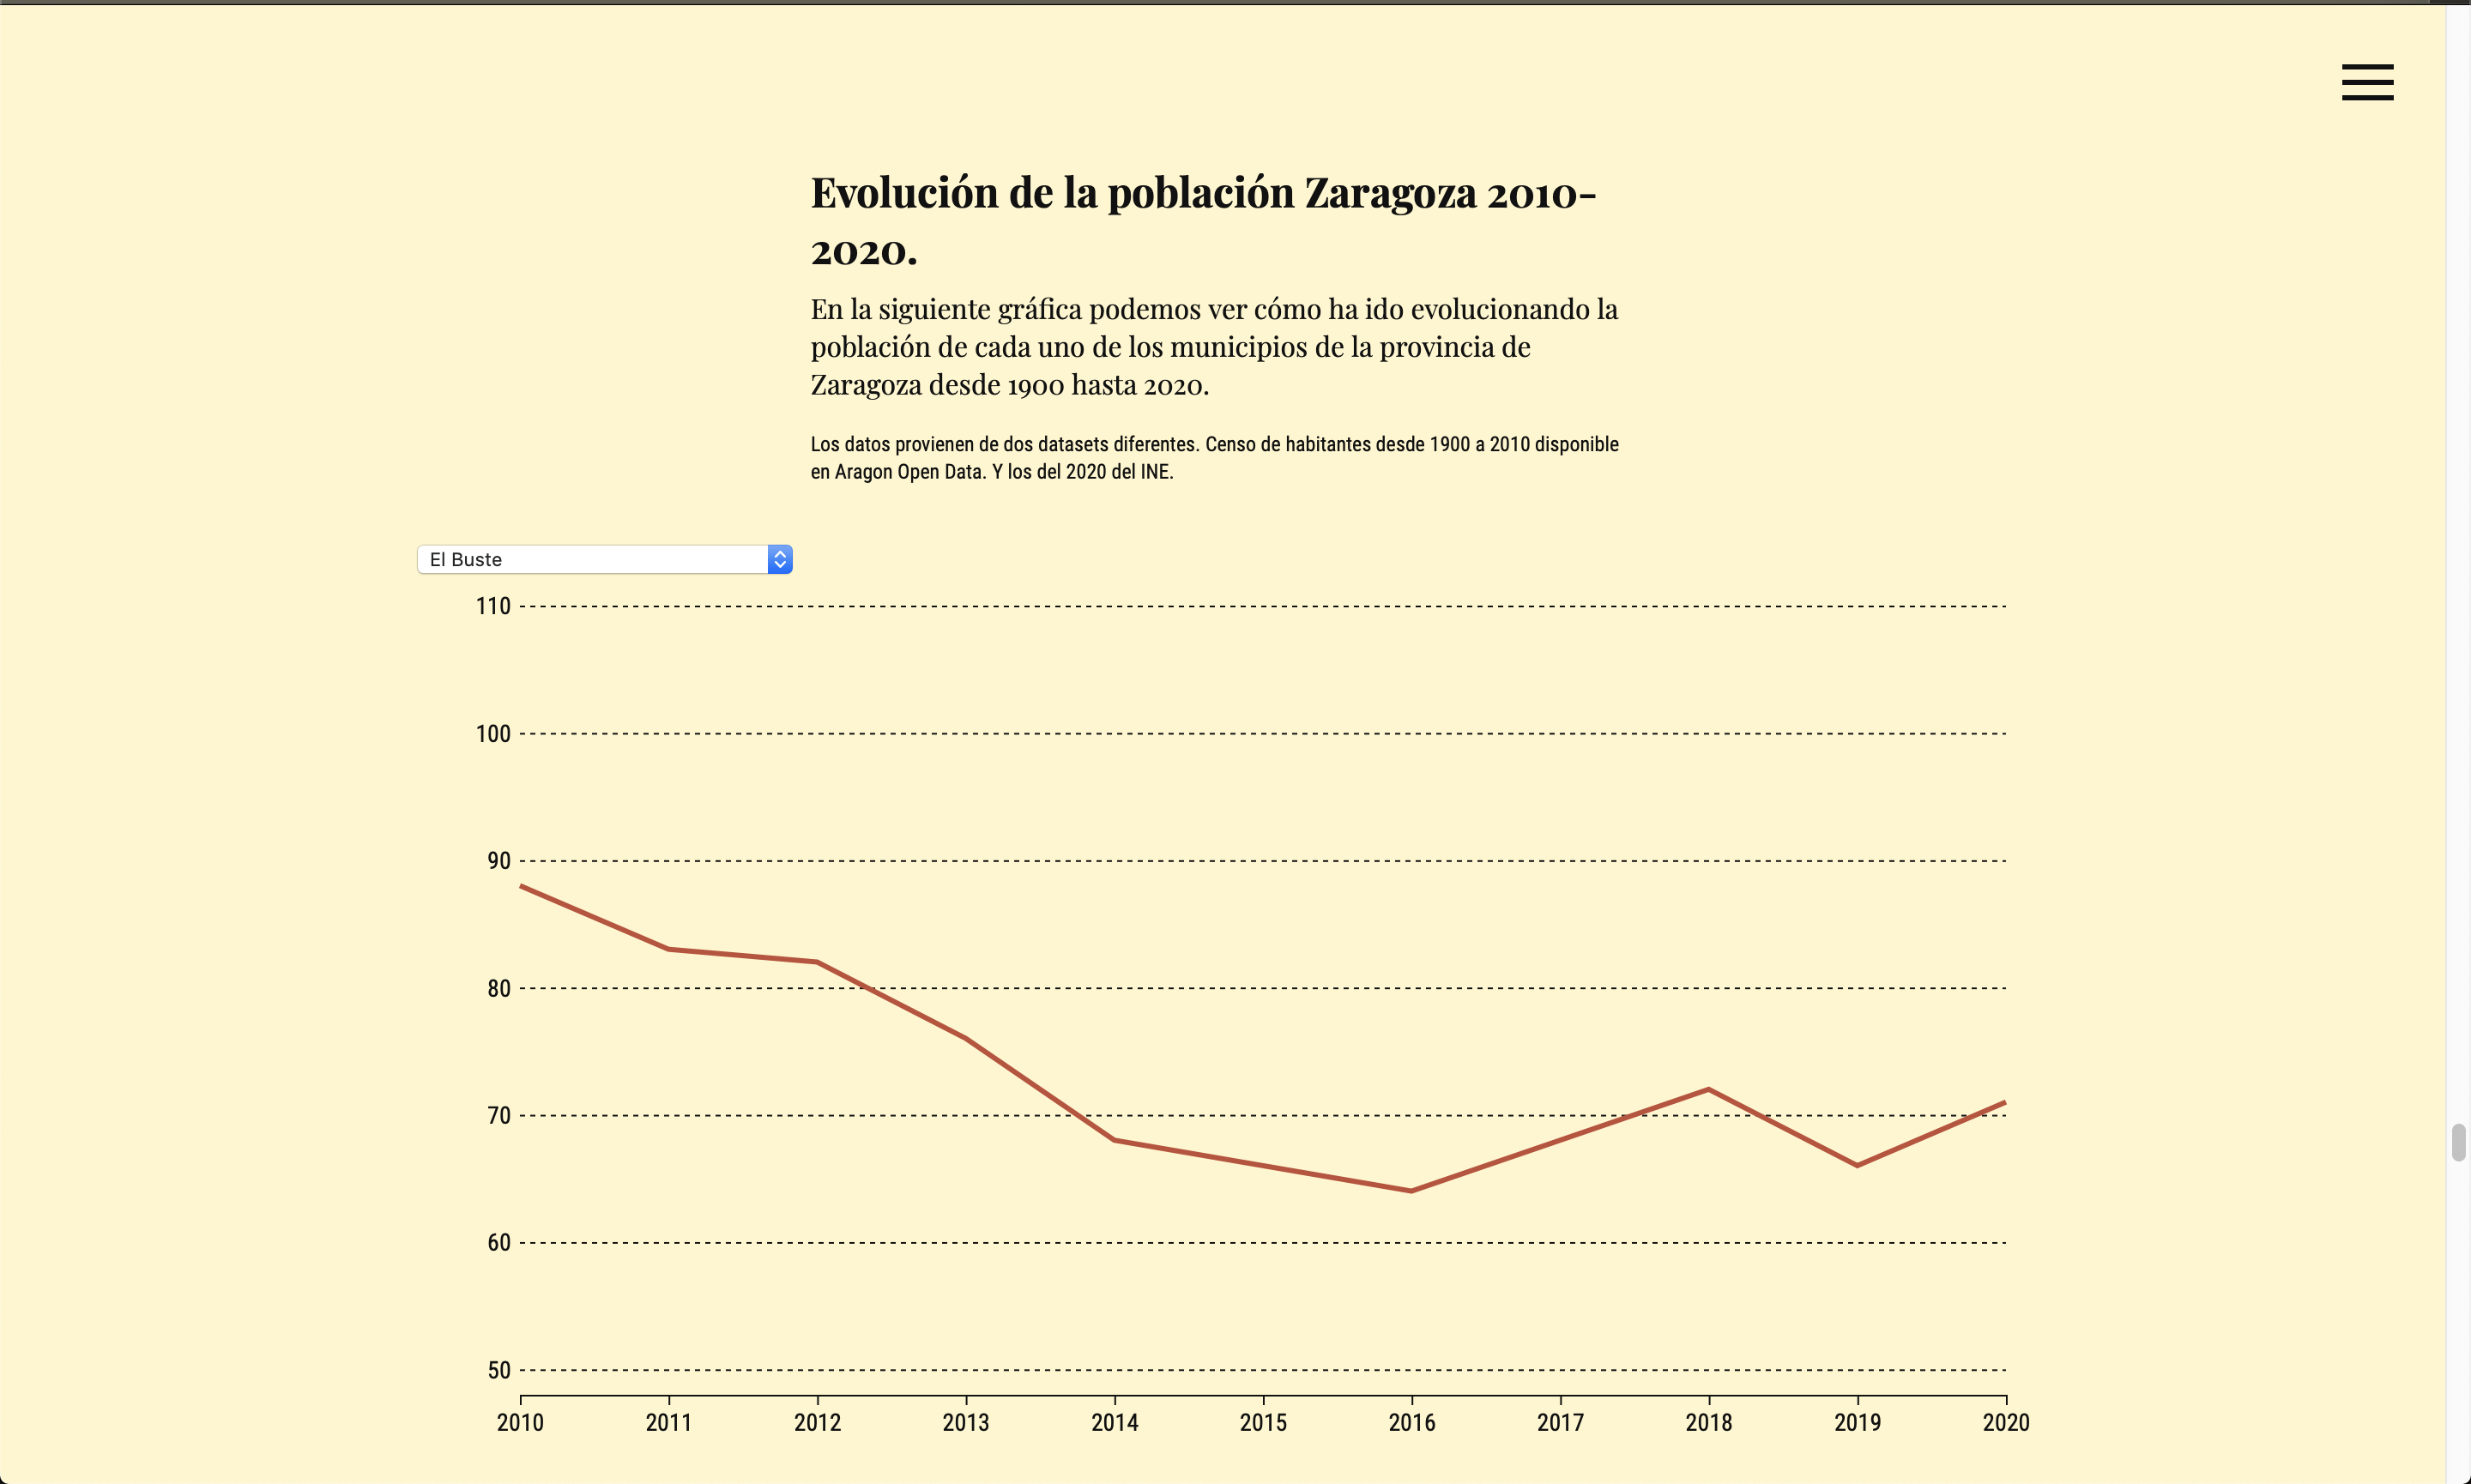 Evolución de la población Zaragoza 2010-
2020.
En la siguiente gráfica podemos ver cómo ha ido evolucionando la
población de cada uno de los municipios de la provincia de
Zaragoza desde 1900 hasta 2020.
Los datos provienen de dos datasets diferentes. Censo de habitantes desde 1900 a 2010 disponible
en Aragon Open Data. Y los del 2020 del INE.
El Buste
110
100
90
80
70
60
50
2010 2011 2012 2013 2014 2015 2016 2017 2018 2019 2020